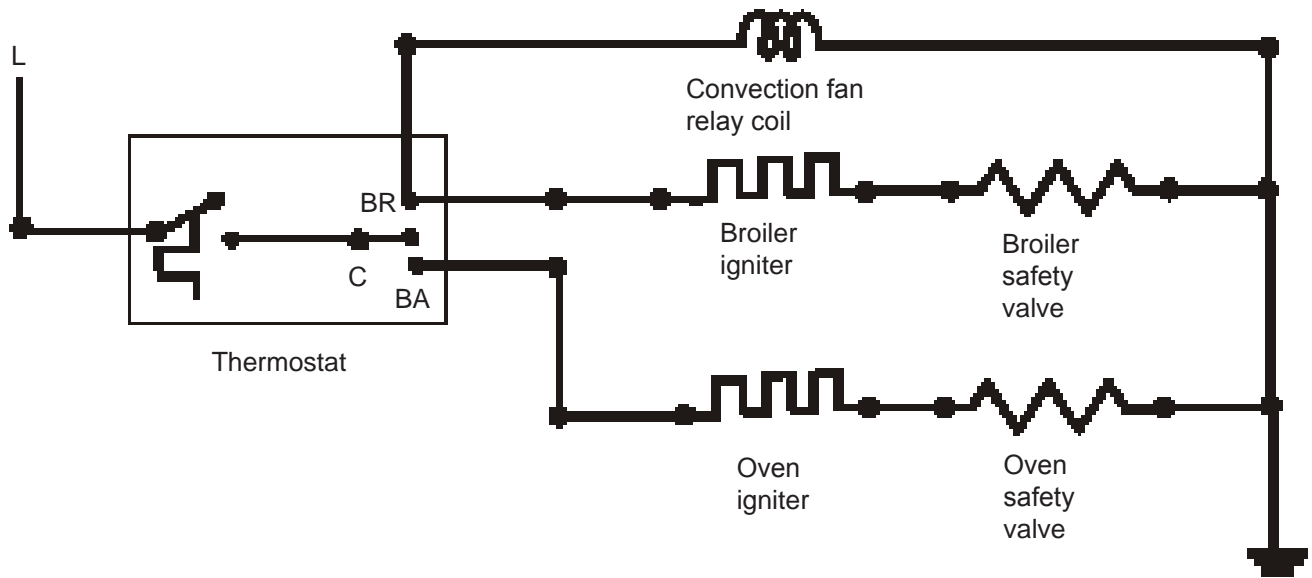 L
Convection fan
relay coil
BR
C
BA
Broiler
igniter
Broiler
safety
valve
Thermostat
Oven
igniter
Oven
safety
valve